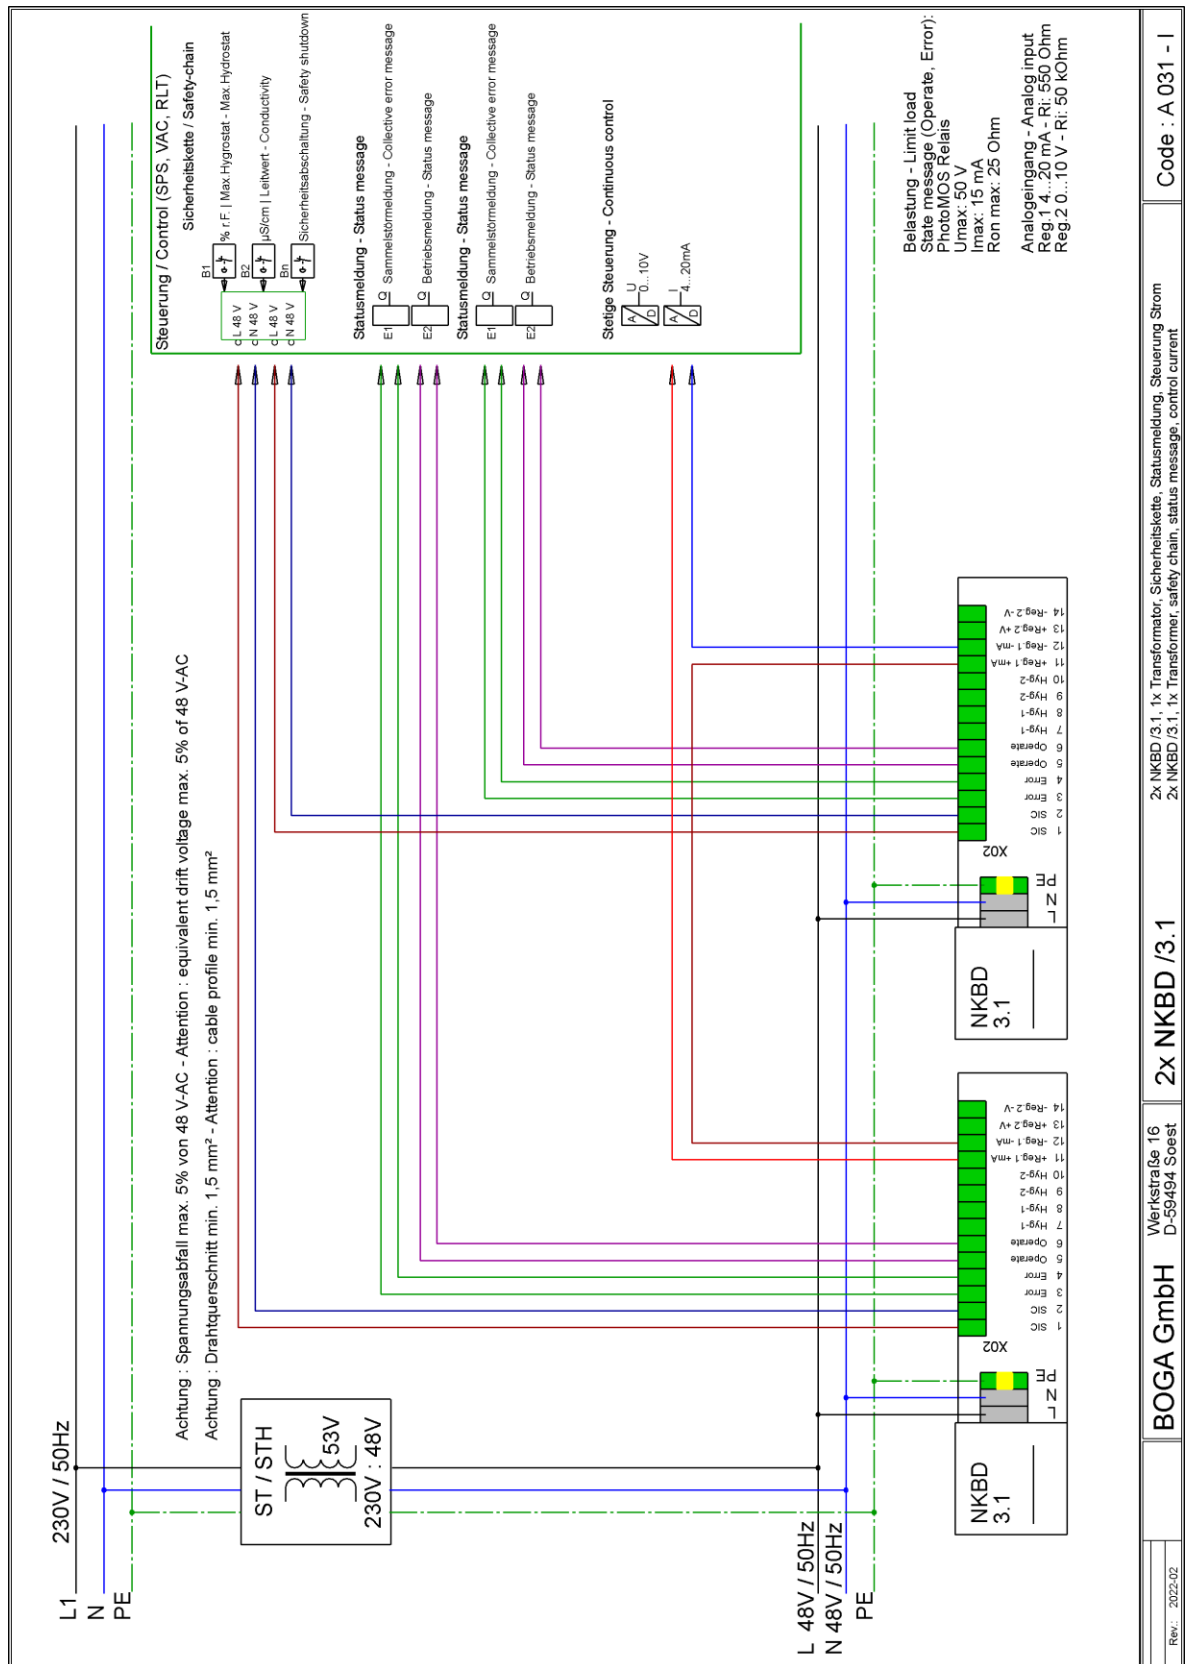 L1
N
PE
230V / 50Hz
Achtung : Spannungsabfall max. 5% von 48 V-AC - Attention : equivalent drift voltage max. 5% of 48 V-AC
Achtung : Drahtquerschnitt min. 1,5 mm² - Attention : cable profile min. 1,5 mm²
ST / STH
53V
230V : 48V
Steuerung / Control (SPS, VAC, RLT)
Sicherheitskette / Safety-chain
B1
% r.F. | Max.Hygrostat - Max.Hydrostat
B2
µS/cm | Leitwert - Conductivity
Bn
Sicherheitsabschaltung - Safety shutdown
L 48 V
N 48 V
L 48 V
N 48 V
Statusmeldung - Status message
E1
Q
Sammelstörmeldung - Collective error message
E2
Q
Betriebsmeldung - Status message
Statusmeldung - Status message
E1
Q
Sammelstörmeldung - Collective error message
E2
Q
Betriebsmeldung - Status message
Stetige Steuerung - Continuous control
A
D
U
0...10V
A
D
I
4...20mA
L 48V / 50Hz
N 48V / 50Hz
PE
Belastung - Limit load
State message (Operate, Error):
PhotoMOS Relais
Umax: 50 V
Imax: 15 mA
Ron max: 25 Ohm
Analogeingang - Analog input
Reg.1 4...20 mA - Ri: 550 Ohm
Reg.2 0...10 V - Ri: 50 kOhm
NKBD
3.1
L
N
PE
X02
1 SIC
2 SIC
3 Error
4 Error
5 Operate
6 Operate
7 Hyg-1
8 Hyg-1
9 Hyg-2
10 Hyg-2
11 +Reg.1 +mA
12 -Reg.1 -mA
13 +Reg.2 +V
14 -Reg.2 -V
NKBD
3.1
L
N
PE
X02
1 SIC
2 SIC
3 Error
4 Error
5 Operate
6 Operate
7 Hyg-1
8 Hyg-1
9 Hyg-2
10 Hyg-2
11 +Reg.1 +mA
12 -Reg.1 -mA
13 +Reg.2 +V
14 -Reg.2 -V
Rev.: 2022-02
BOGA GmbH
Werkstraße 16
D-59494 Soest
2x NKBD /3.1
2x NKBD /3.1, 1x Transformator, Sicherheitskette, Statusmeldung, Steuerung Strom
2x NKBD /3.1, 1x Transformer, safety chain, status message, control current
Code : A 031 - I